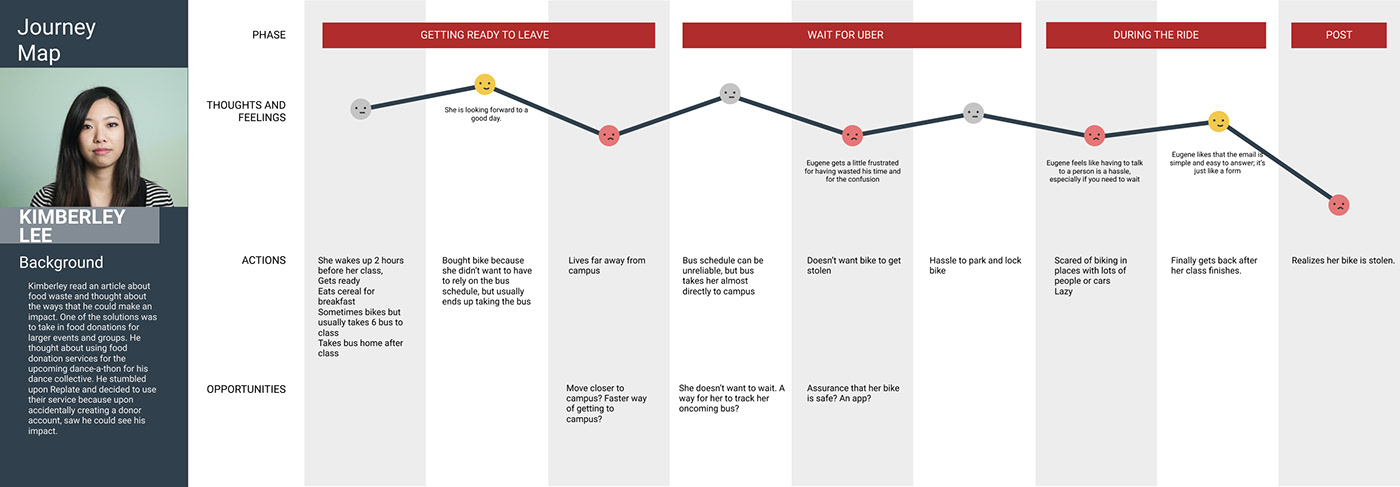 Journey
Map
KIMBERLEY
LEE
Background
Kimberley read an article about
food waste and thought about
the ways that he could make an
impact. One of the solutions was
to take in food donations for
larger events and groups. He
thought about using food
donation services for the
upcoming dance-a-thon for his
dance collective. He stumbled
upon Replate and decided to use
their service because upon
accidentally creating a donor
account, saw he could see his
impact.
PHASE
GETTING READY TO LEAVE
WAIT FOR UBER
DURING THE RIDE
POST
THOUGHTS AND
FEELINGS
She is looking forward to a
good day.
Eugene gets a little frustrated
for having wasted his time and
for the confusion
Eugene feels like having to talk
to a person is a hassle,
especially if you need to wait
Eugene likes that the email is
simple and easy to answer; it's
just like a form
ACTIONS
She wakes up 2 hours
before her class,
Gets ready
Eats cereal for
breakfast
Sometimes bikes but
usually takes 6 bus to
class
Takes bus home after
class
Bought bike because
she didn't want to have
to rely on the bus
schedule, but usually
ends up taking the bus
Lives far away from
campus
Bus schedule can be
unreliable, but bus
takes her almost
directly to campus
Doesn't want bike to get
stolen
Hassle to park and lock
bike
Scared of biking in
places with lots of
people or cars
Lazy
Finally gets back after
her class finishes.
Realizes her bike is stolen.
OPPORTUNITIES
Move closer to
campus? Faster way
of getting to
campus?
She doesn't want to wait. A
way for her to track her
oncoming bus?
Assurance that her bike
is safe? An app?